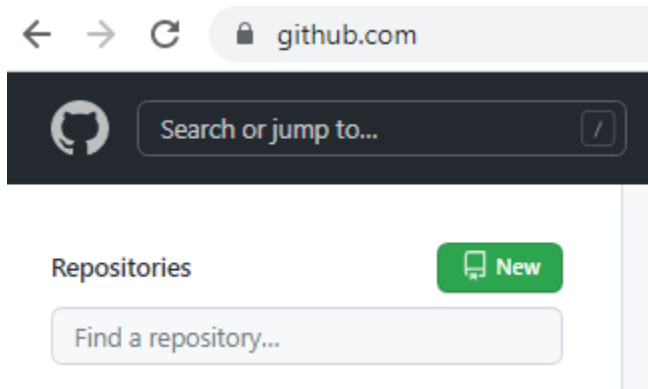 github.com
Search or jump to... /
Repositories New
Find a repository...